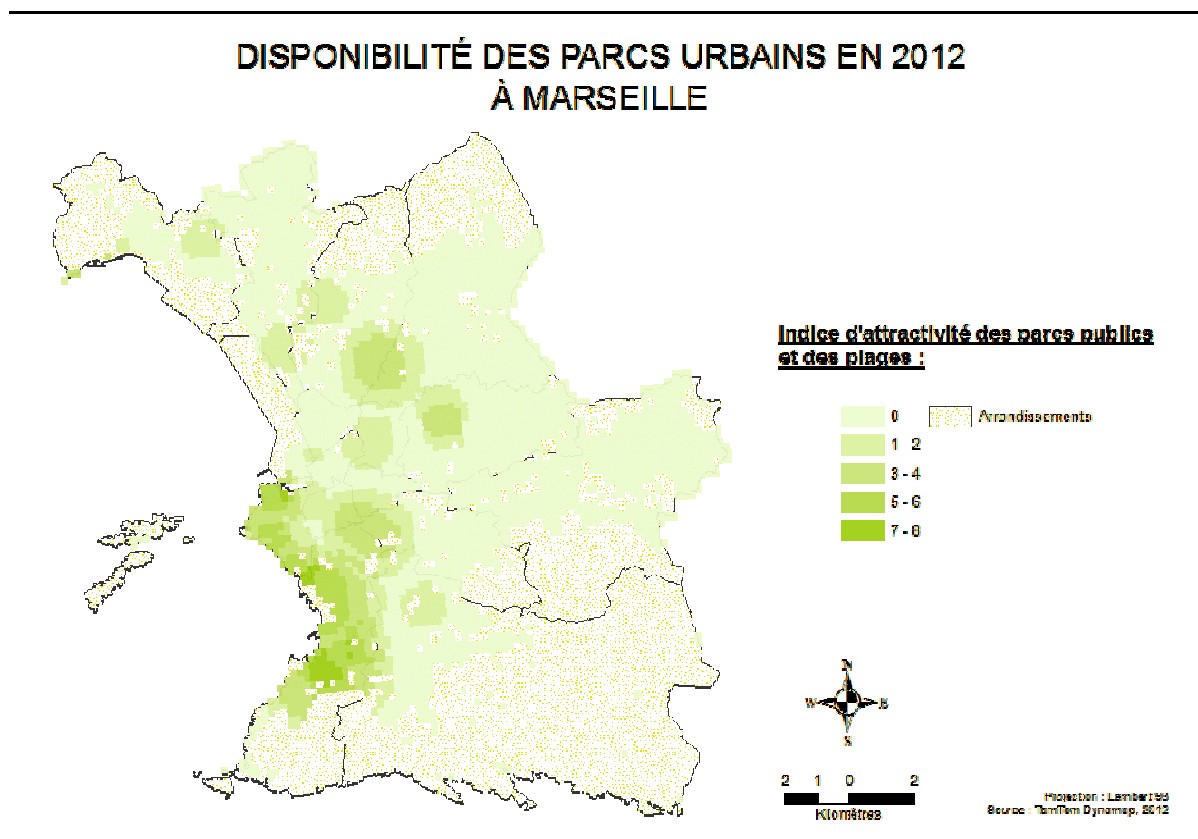 DISPONIBILITÉ DES PARCS URBAINS EN 2012
À MARSEILLE
Indice d'attractivité des parcs publics
et des plages :
0
Arrondissements
1 - 2
3 - 4
5 - 6
7 - 8
N
W
E
S
2 1 0 2
Kilomètres
Projection : Lambert 93
Source : TomTom Dynamap, 2012